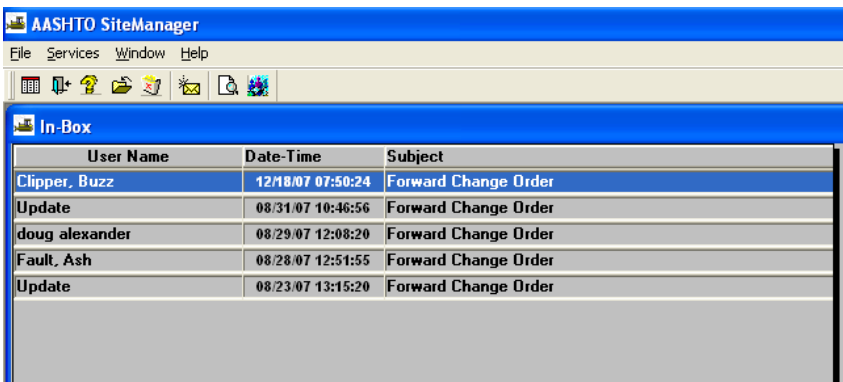 AASHTO SiteManager
File Services Window Help
In-Box
User Name Date-Time Subject
Clipper, Buzz 12/18/07 07:50:24 Forward Change Order
Update 08/31/07 10:46:56 Forward Change Order
doug alexander 08/29/07 12:08:20 Forward Change Order
Fault, Ash 08/28/07 12:51:55 Forward Change Order
Update 08/23/07 13:15:20 Forward Change Order